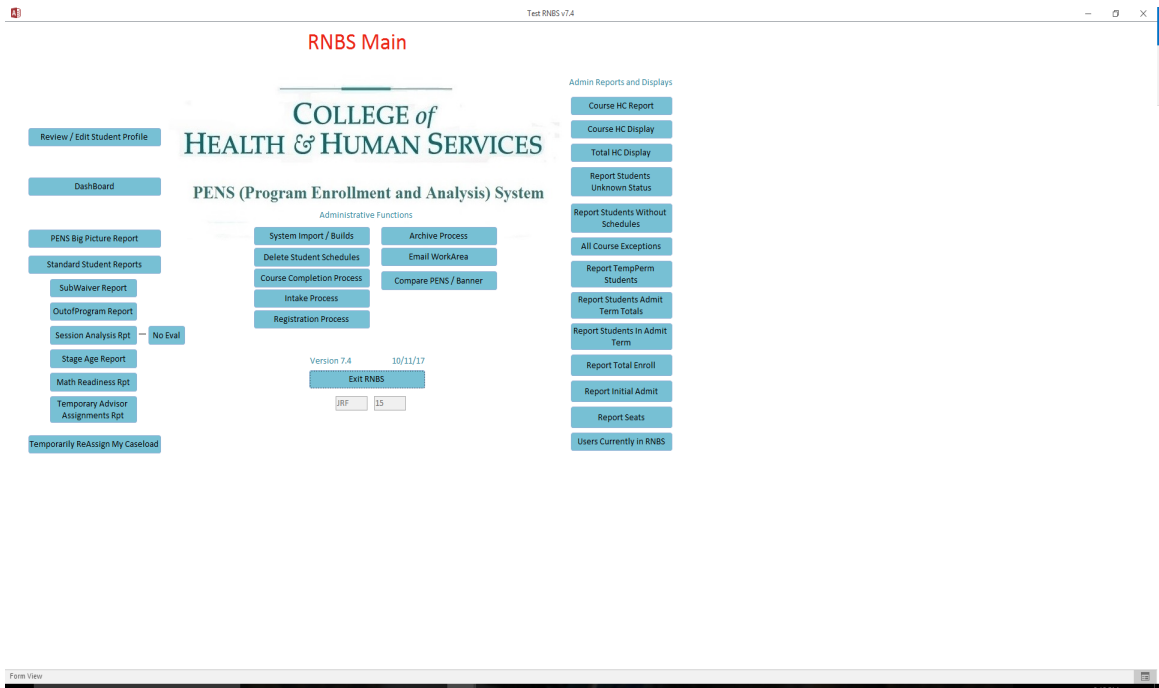 Test RNBS v7.4
RNBS Main
COLLEGE of
HEALTH & HUMAN SERVICES
PENS (Program Enrollment and Analysis) System
Review / Edit Student Profile
DashBoard
PENS Big Picture Report
Standard Student Reports
SubWaiver Report
OutofProgram Report
Session Analysis Rpt
No Eval
Stage Age Report
Math Readiness Rpt
Temporary Advisor
Assignments Rpt
Temporarily ReAssign My Caseload
Administrative Functions
System Import / Builds
Delete Student Schedules
Course Completion Process
Intake Process
Registration Process
Archive Process
Email WorkArea
Compare PENS / Banner
Version 7.4 10/11/17
Exit RNBS
JRF 15
Admin Reports and Displays
Course HC Report
Course HC Display
Total HC Display
Report Students
Unknown Status
Report Students Without
Schedules
All Course Exceptions
Report TempPerm
Students
Report Students Admit
Term Totals
Report Students In Admit
Term
Report Total Enroll
Report Initial Admit
Report Seats
Users Currently in RNBS
Form View